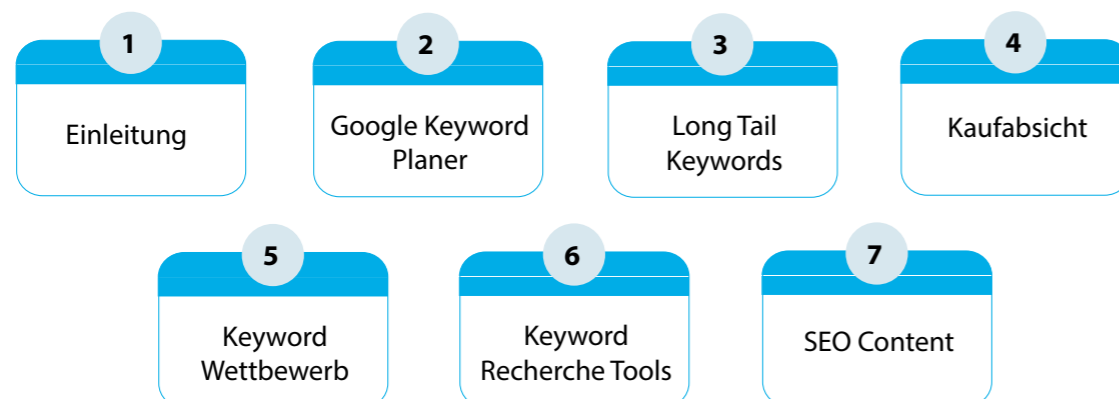 1
Einleitung
2
Google Keyword
Planer
3
Long Tail
Keywords
4
Kaufabsicht
5
Keyword
Wettbewerb
6
Keyword
Recherche Tools
7
SEO Content